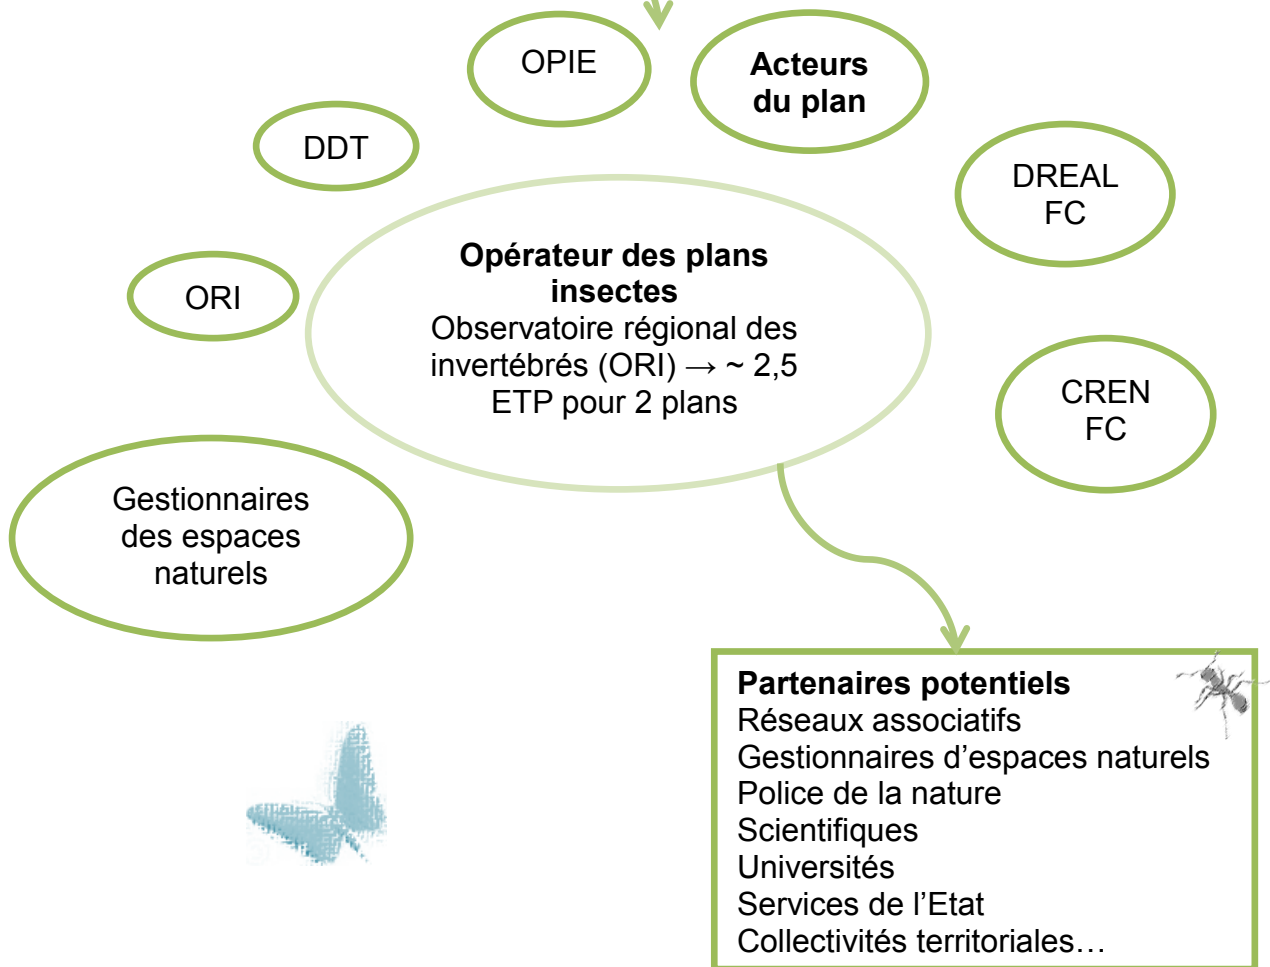 OPIE
Acteurs
du plan
DDT
DREAL
FC
ORI
Opérateur des plans
insectes
Observatoire régional des
invertébrés (ORI) → ~ 2,5
ETP pour 2 plans
CREN
FC
Gestionnaires
des espaces
naturels
Partenaires potentiels
Réseaux associatifs
Gestionnaires d’espaces naturels
Police de la nature
Scientifiques
Universités
Services de l’Etat
Collectivités territoriales…